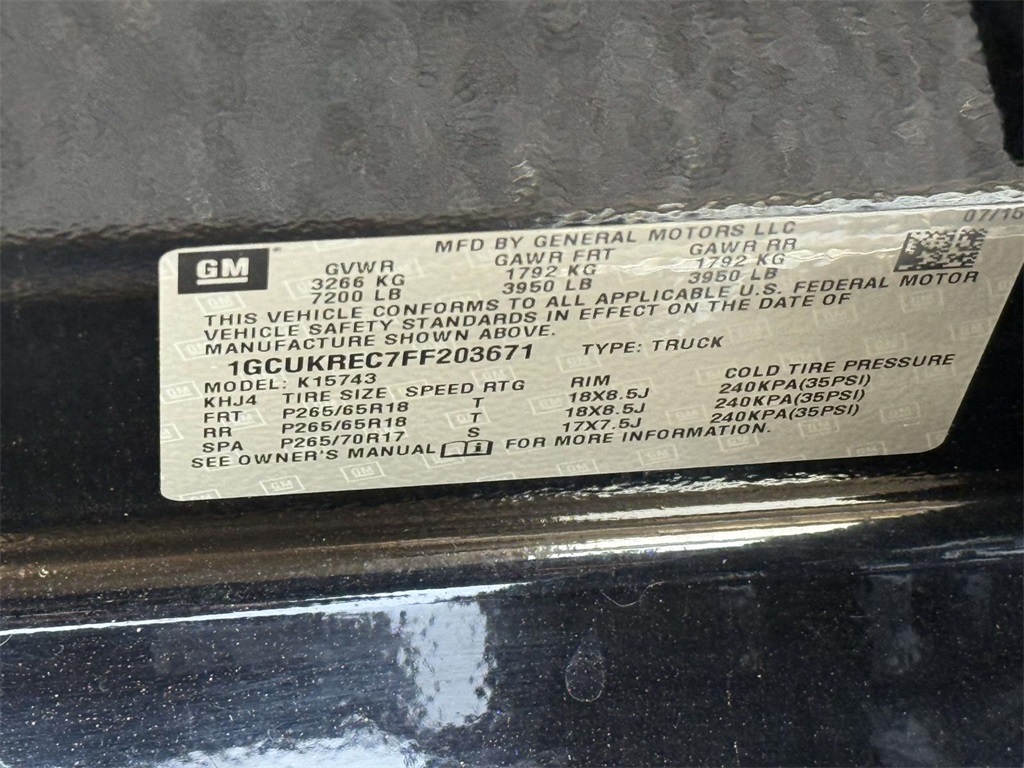 07/15
MFD BY GENERAL MOTORS LLC
GM
GVWR GAWR FRT GAWR RR
3266 KG 1792 KG 1792 KG
7200 LB 3950 LB 3950 LB
THIS VEHICLE CONFORMS TO ALL APPLICABLE U.S. FEDERAL MOTOR
VEHICLE SAFETY STANDARDS IN EFFECT ON THE DATE OF
MANUFACTURE SHOWN ABOVE.
1GCUKREC7FF203671 TYPE: TRUCK
MODEL: K15743
KHJ4 TIRE SIZE SPEED RTG RIM COLD TIRE PRESSURE
FRT P265/65R18 T 18X8.5J 240KPA(35PSI)
RR P265/65R18 T 18X8.5J 240KPA(35PSI)
SPA P265/70R17 S 17X7.5J 240KPA(35PSI)
SEE OWNER'S MANUAL FOR MORE INFORMATION.